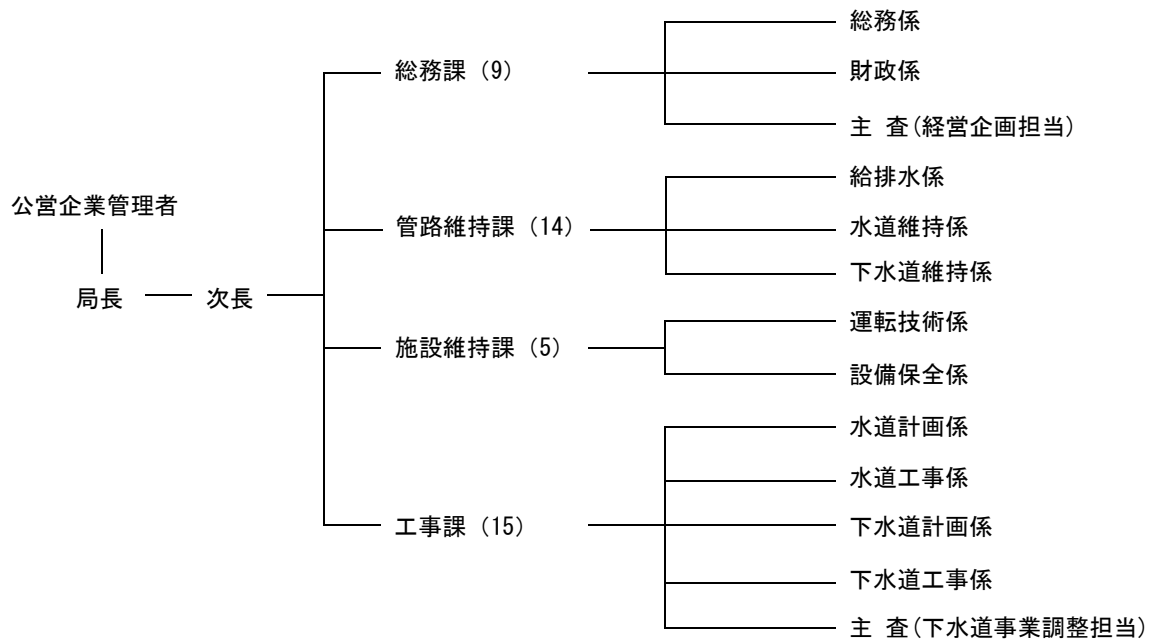 公営企業管理者
局長
次長
総務課（9）
総務係
財政係
主 査（経営企画担当）
管路維持課（14）
給排水係
水道維持係
下水道維持係
施設維持課（5）
運転技術係
設備保全係
工事課（15）
水道計画係
水道工事係
下水道計画係
下水道工事係
主 査（下水道事業調整担当）